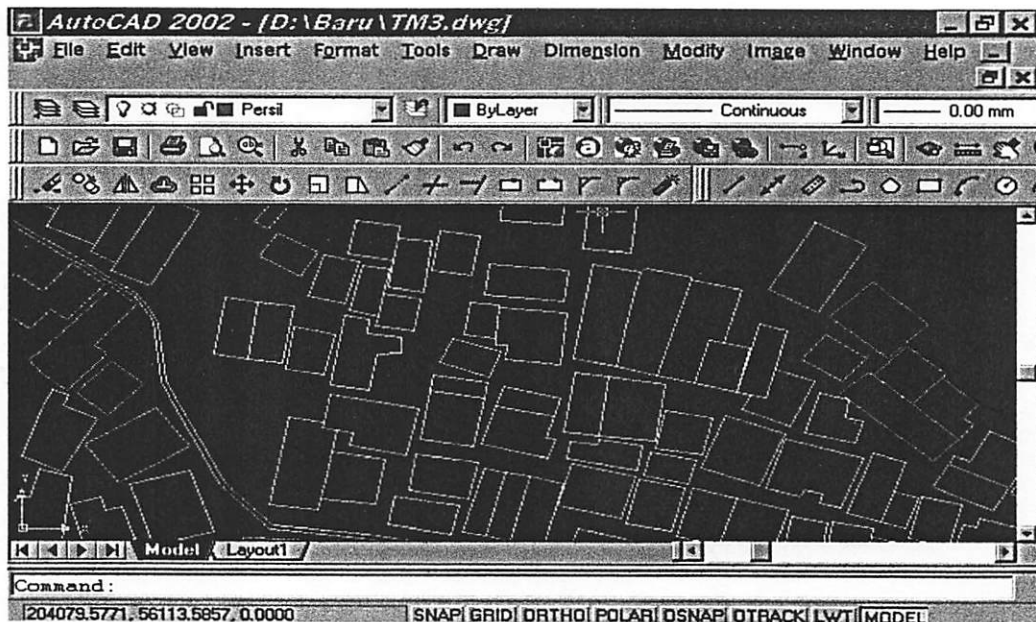 AutoCAD 2002 - [D:\Baru\TM3.dwg]
File Edit View Insert Format Tools Draw Dimension Modify Image Window Help
Persil ByLayer Continuous 0.00 mm
Model Layout1
Command:
204079.5771, 56113.5857, 0.0000 SNAP GRID ORTHO POLAR OSNAP OTRACK LWT MODEL